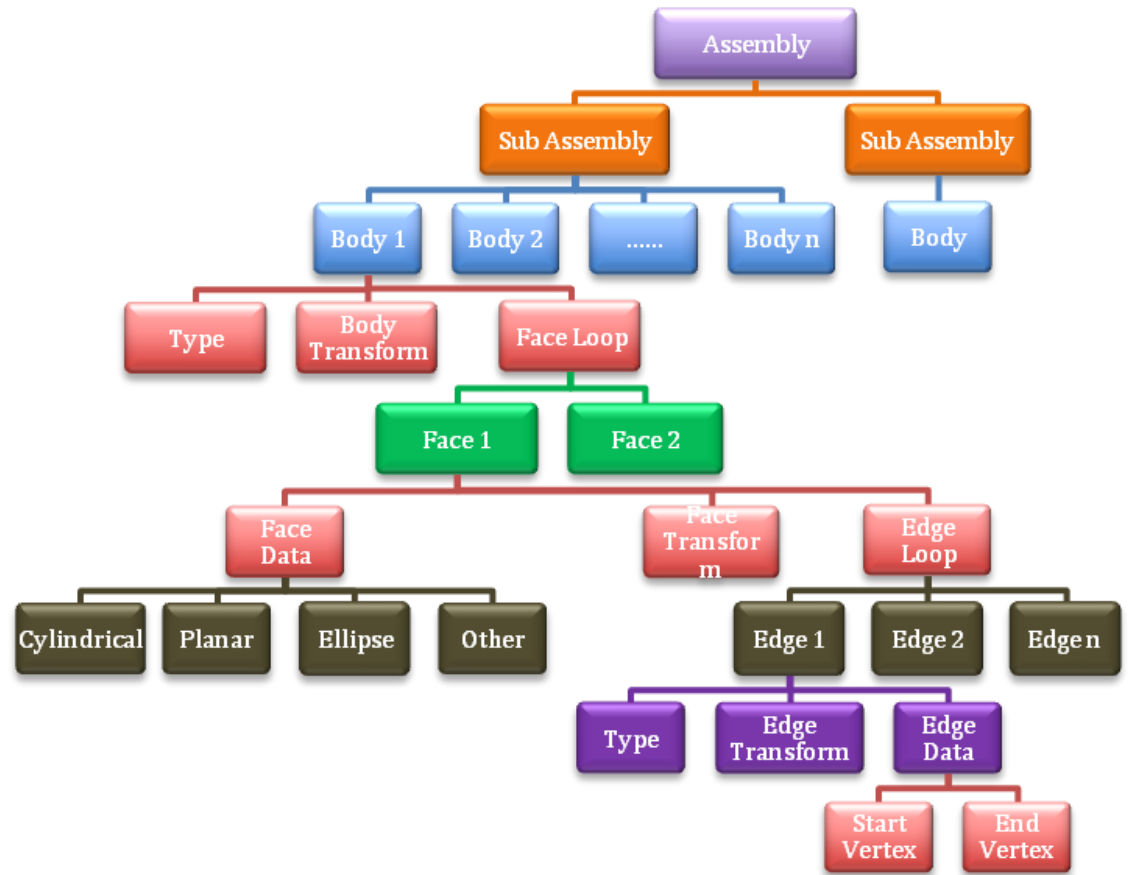 Assembly
Sub Assembly
Sub Assembly
Body 1
Body 2
......
Body n
Body
Type
Body
Transform
Face Loop
Face 1
Face 2
Face
Data
Face
Transfor
m
Edge
Loop
Cylindrical
Planar
Ellipse
Other
Edge 1
Edge 2
Edge n
Type
Edge
Transform
Edge
Data
Start
Vertex
End
Vertex